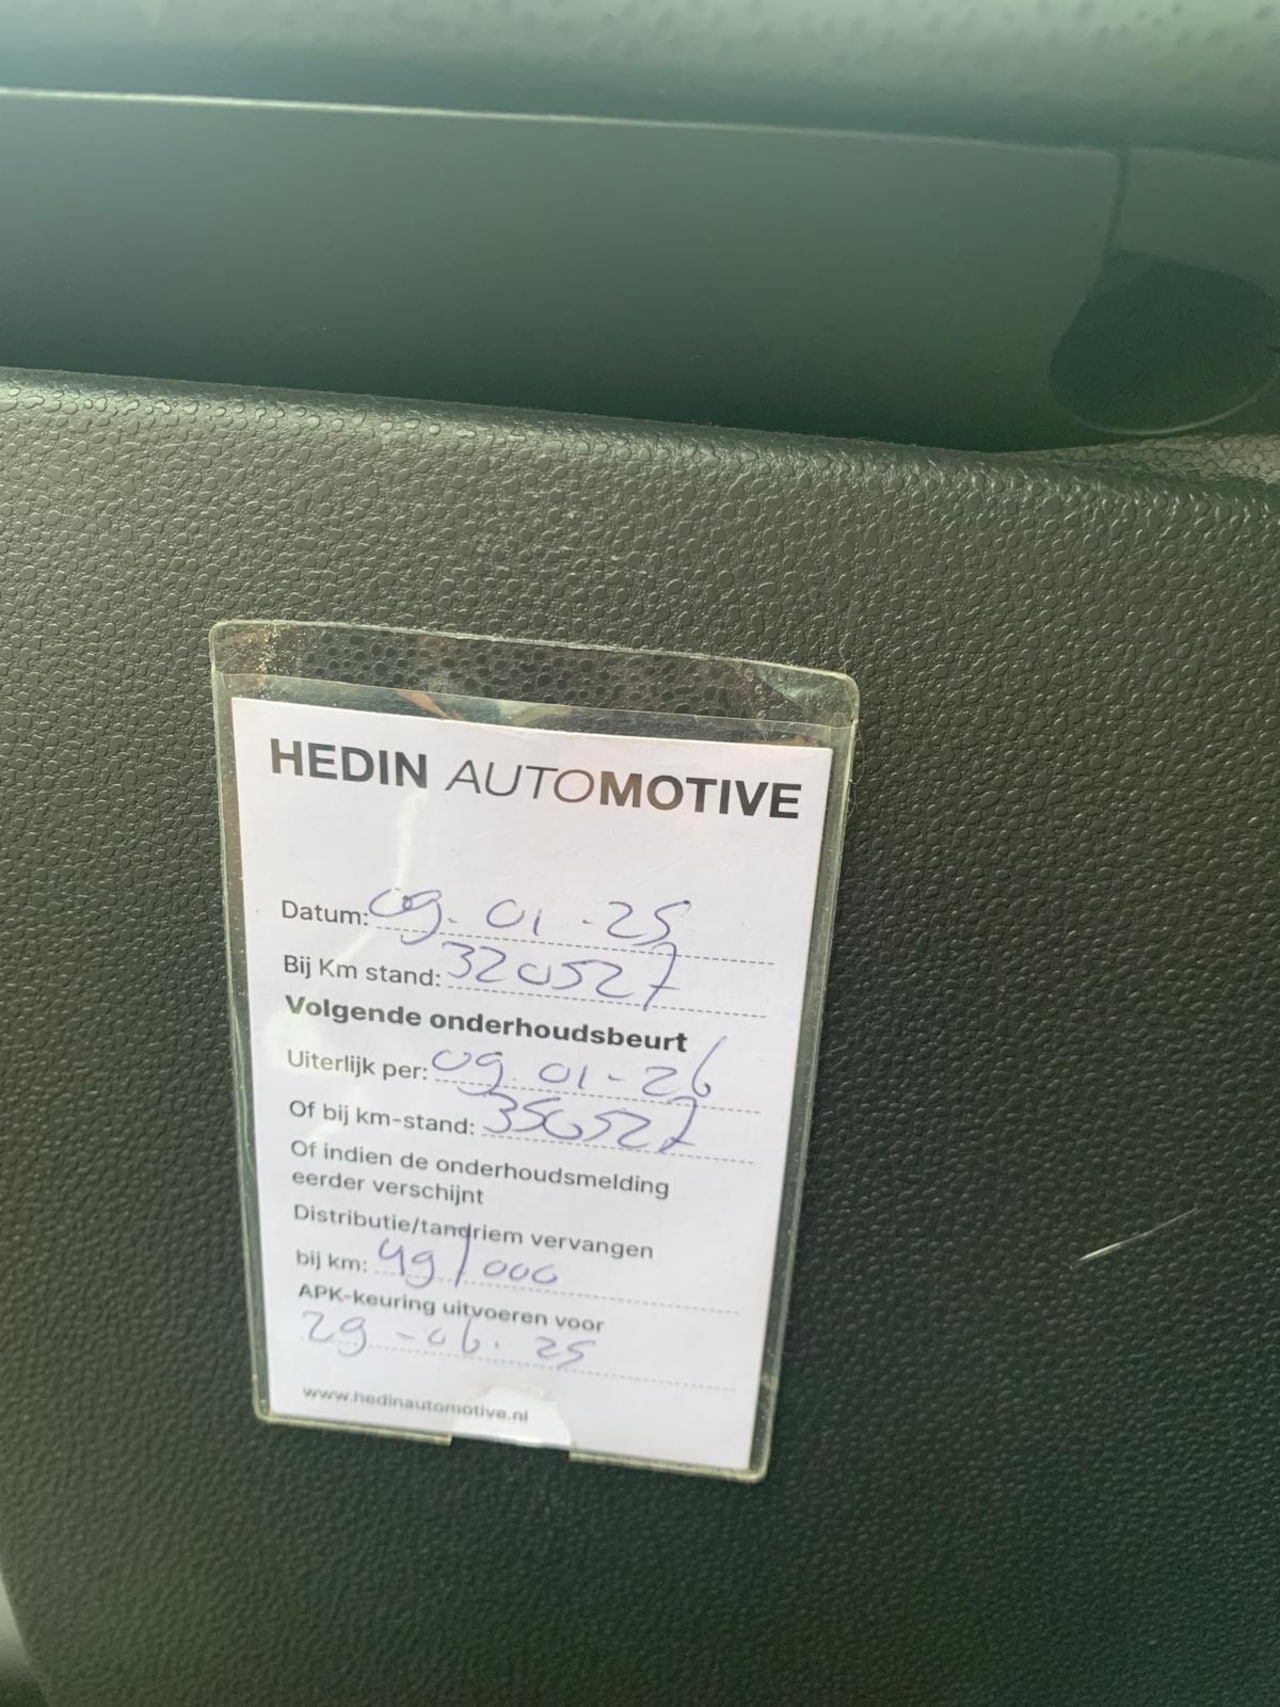 HEDIN AUTOMOTIVE
Datum: 09-01-25
Bij Km stand: 320527
Volgende onderhoudsbeurt
Uiterlijk per: 09.01-26
Of bij km-stand: 350527
Of indien de onderhoudsmelding
eerder verschijnt
Distributie/tandriem vervangen
bij km: 491000
APK-keuring uitvoeren voor
29-06.25
www.hedinautomotive.nl